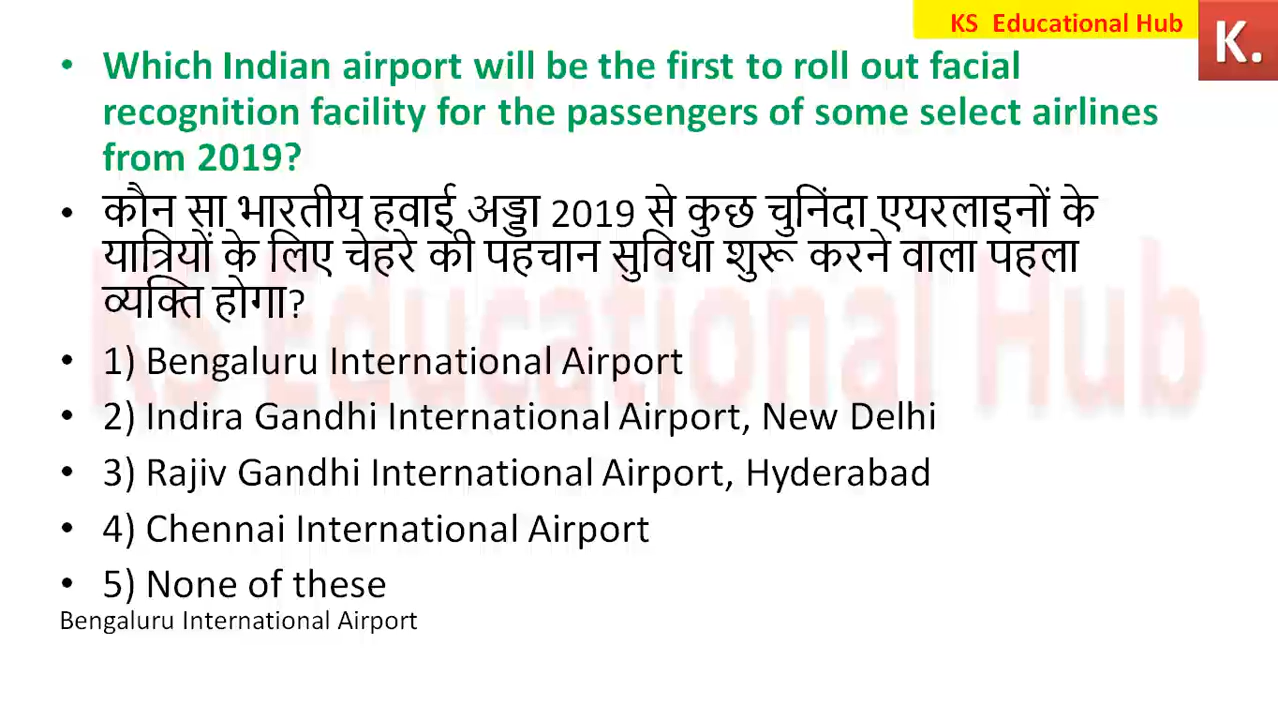 KS Educational Hub
K.
• Which Indian airport will be the first to roll out facial
recognition facility for the passengers of some select airlines
from 2019?
• कौन सा भारतीय हवाई अड्डा 2019 से कुछ चुनिंदा एयरलाइनों के
यात्रियों के लिए चेहरे की पहचान सुविधा शुरू करने वाला पहला
व्यक्ति होगा?
KS Educational Hub
• 1) Bengaluru International Airport
• 2) Indira Gandhi International Airport, New Delhi
• 3) Rajiv Gandhi International Airport, Hyderabad
• 4) Chennai International Airport
• 5) None of these
Bengaluru International Airport